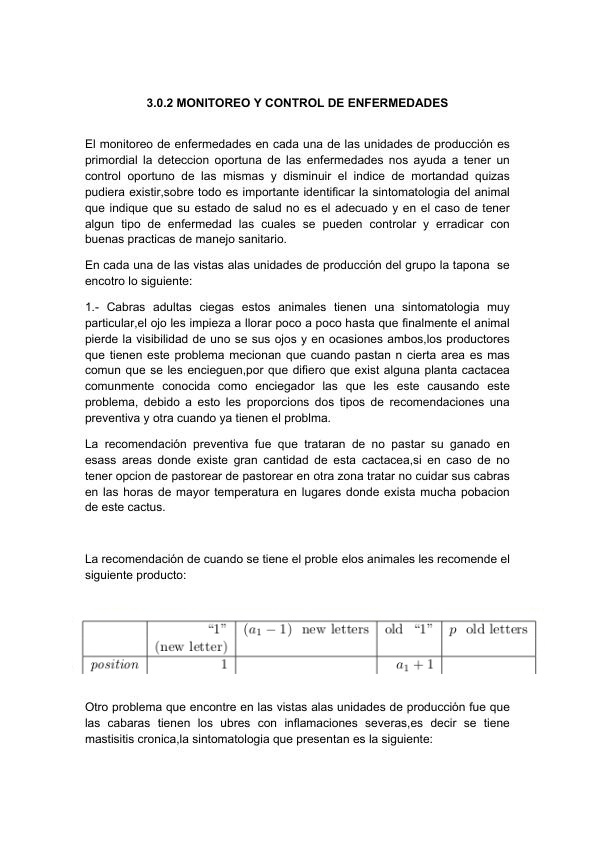 3.0.2 MONITOREO Y CONTROL DE ENFERMEDADES
El monitoreo de enfermedades en cada una de las unidades de producción es
primordial la deteccion oportuna de las enfermedades nos ayuda a tener un
control oportuno de las mismas y disminuir el indice de mortandad quizas
pudiera existir,sobre todo es importante identificar la sintomatologia del animal
que indique que su estado de salud no es el adecuado y en el caso de tener
algun tipo de enfermedad las cuales se pueden controlar y erradicar con
buenas practicas de manejo sanitario.
En cada una de las vistas alas unidades de producción del grupo la tapona se
encotro lo siguiente:
1.- Cabras adultas ciegas estos animales tienen una sintomatologia muy
particular,el ojo les impieza a llorar poco a poco hasta que finalmente el animal
pierde la visibilidad de uno se sus ojos y en ocasiones ambos,los productores
que tienen este problema mecionan que cuando pastan n cierta area es mas
comun que se les encieguen,por que difiero que exist alguna planta cactacea
comunmente conocida como enciegador las que les este causando este
problema, debido a esto les proporcions dos tipos de recomendaciones una
preventiva y otra cuando ya tienen el problma.
La recomendación preventiva fue que trataran de no pastar su ganado en
esass areas donde existe gran cantidad de esta cactacea,si en caso de no
tener opcion de pastorear de pastorear en otra zona tratar no cuidar sus cabras
en las horas de mayor temperatura en lugares donde exista mucha pobacion
de este cactus.
La recomendación de cuando se tiene el proble elos animales les recomende el
siguiente producto:
“1” (a₁ − 1) new letters old “1” p old letters
(new letter)
position 1 a₁ + 1
Otro problema que encontre en las vistas alas unidades de producción fue que
las cabaras tienen los ubres con inflamaciones severas,es decir se tiene
mastisitis cronica,la sintomatologia que presentan es la siguiente: